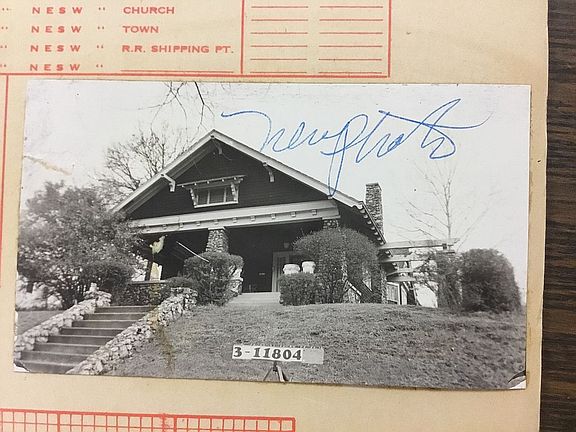 " N E S W " CHURCH
" N E S W " TOWN
" N E S W " R.R. SHIPPING PT.
" N E S W "
new photo
3-11804